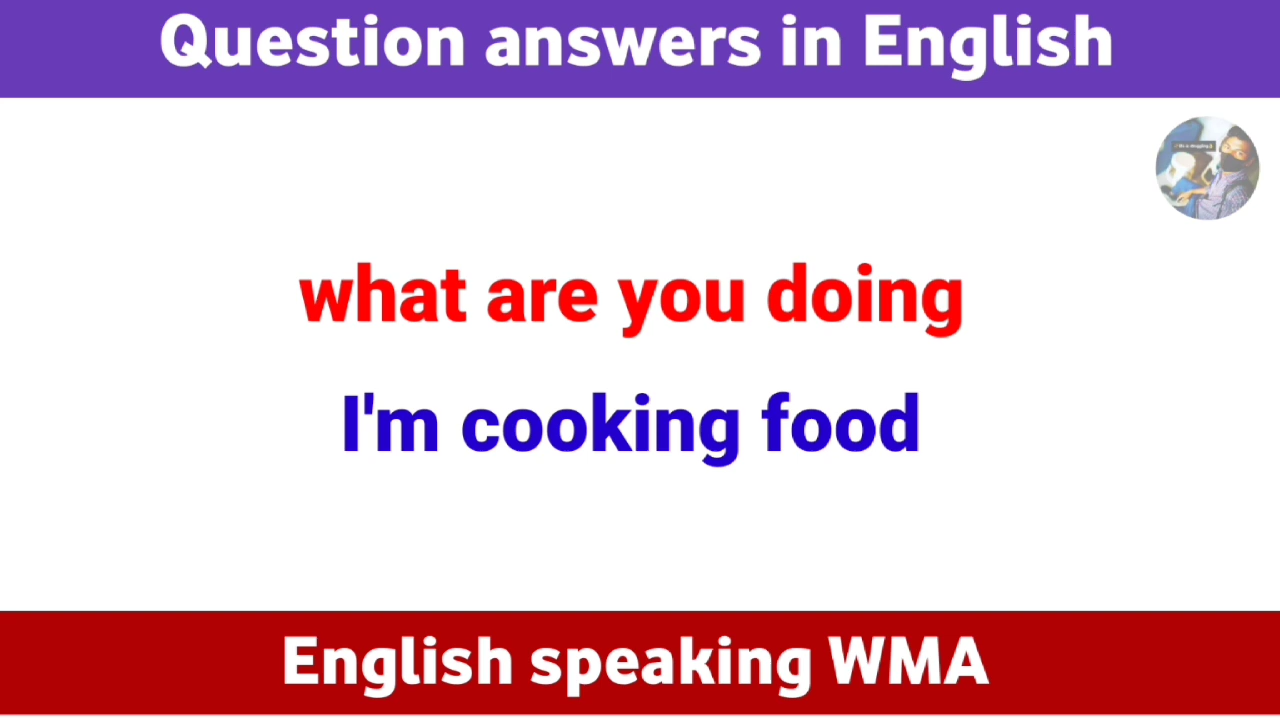 Question answers in English
what are you doing
I'm cooking food
English speaking WMA